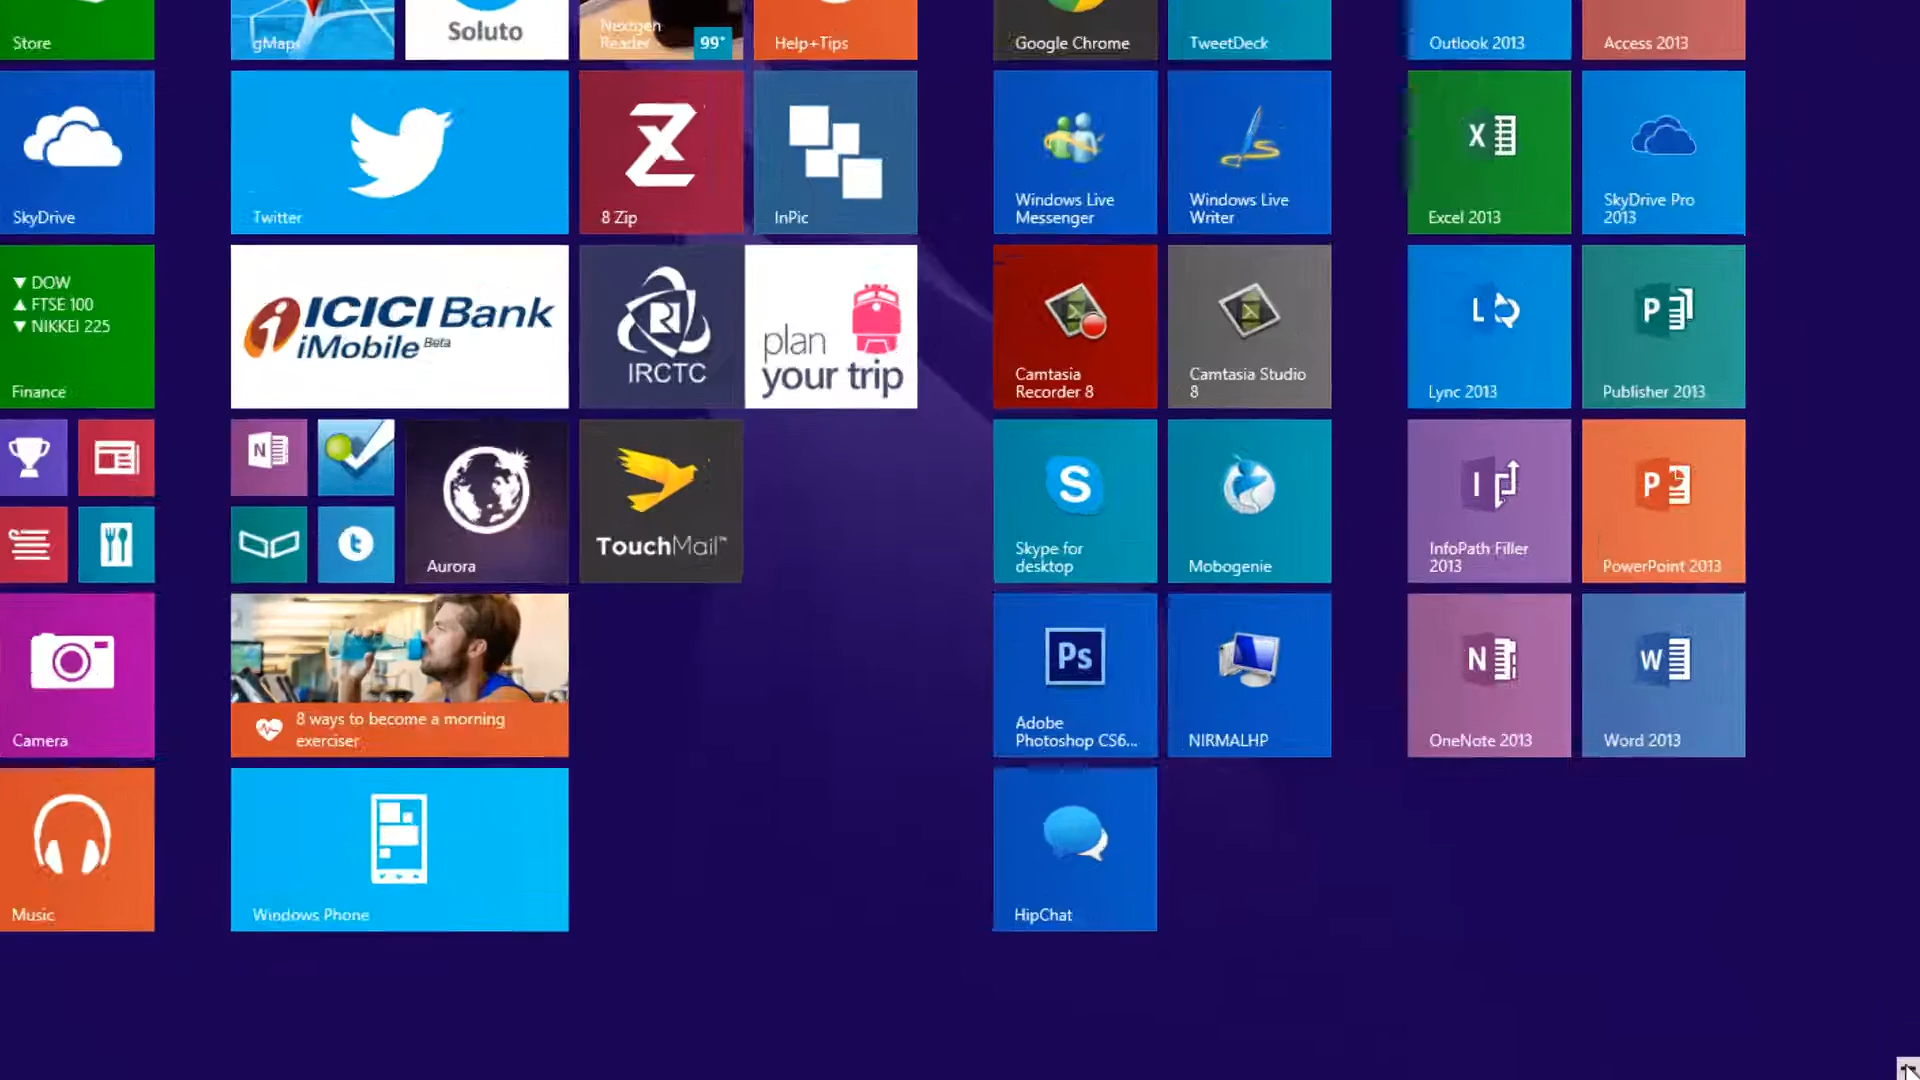 Store
gMaps
Soluto
Nextgen
Reader
99+
Help+Tips
Google Chrome
TweetDeck
Outlook 2013
Access 2013
SkyDrive
Twitter
8 Zip
InPic
Windows Live
Messenger
Windows Live
Writer
X
Excel 2013
SkyDrive Pro
2013
▼ DOW
▲ FTSE 100
▼ NIKKEI 225
Finance
i ICICI Bank
iMobile Beta
IRCTC
plan
your trip
Camtasia
Recorder 8
Camtasia Studio
8
L
Lync 2013
P
Publisher 2013
N
t
Aurora
TouchMail™
S
Skype for
desktop
Mobogenie
I
InfoPath Filler
2013
P
PowerPoint 2013
Camera
8 ways to become a morning
exerciser
Ps
Adobe
Photoshop CS6...
NIRMALHP
N
OneNote 2013
W
Word 2013
Music
Windows Phone
HipChat